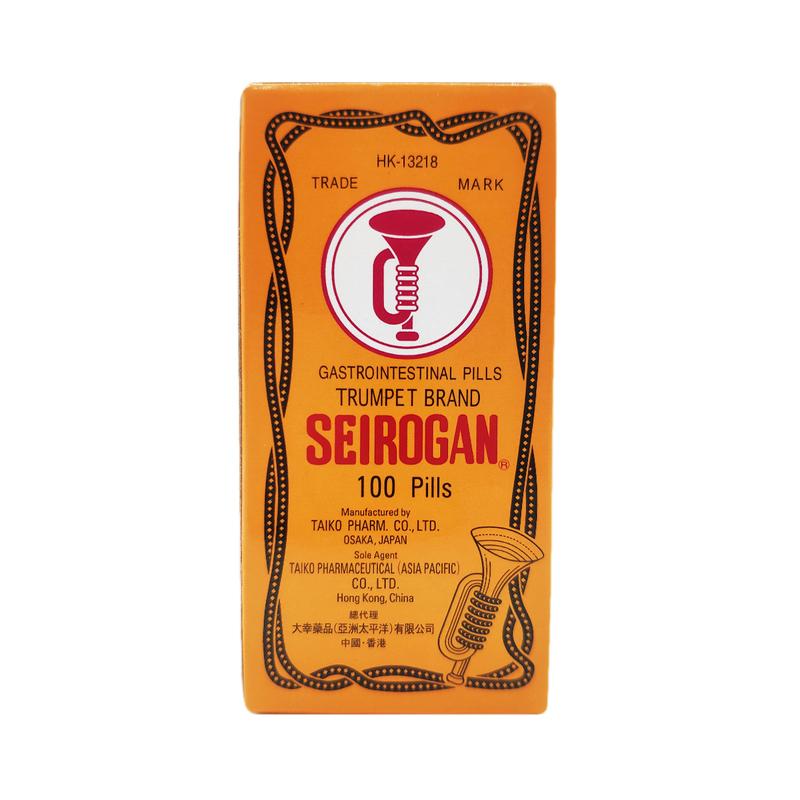 HK-13218
TRADE MARK
GASTROINTESTINAL PILLS
TRUMPET BRAND
SEIROGAN®
100 Pills
Manufactured by
TAIKO PHARM. CO., LTD.
OSAKA, JAPAN
Sole Agent
TAIKO PHARMACEUTICAL (ASIA PACIFIC)
CO., LTD.
Hong Kong, China
總代理
大幸藥品(亞洲太平洋)有限公司
中國·香港